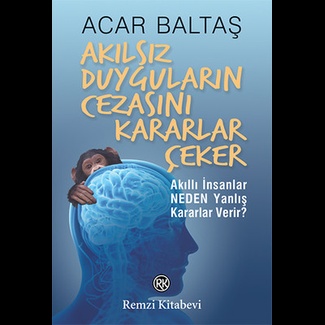 ACAR BALTAŞ
AKILSIZ
DUYGULARIN
CEZASINI
KARARLAR
ÇEKER
Akıllı İnsanlar
NEDEN Yanlış
Kararlar Verir?
RK
Remzi Kitabevi